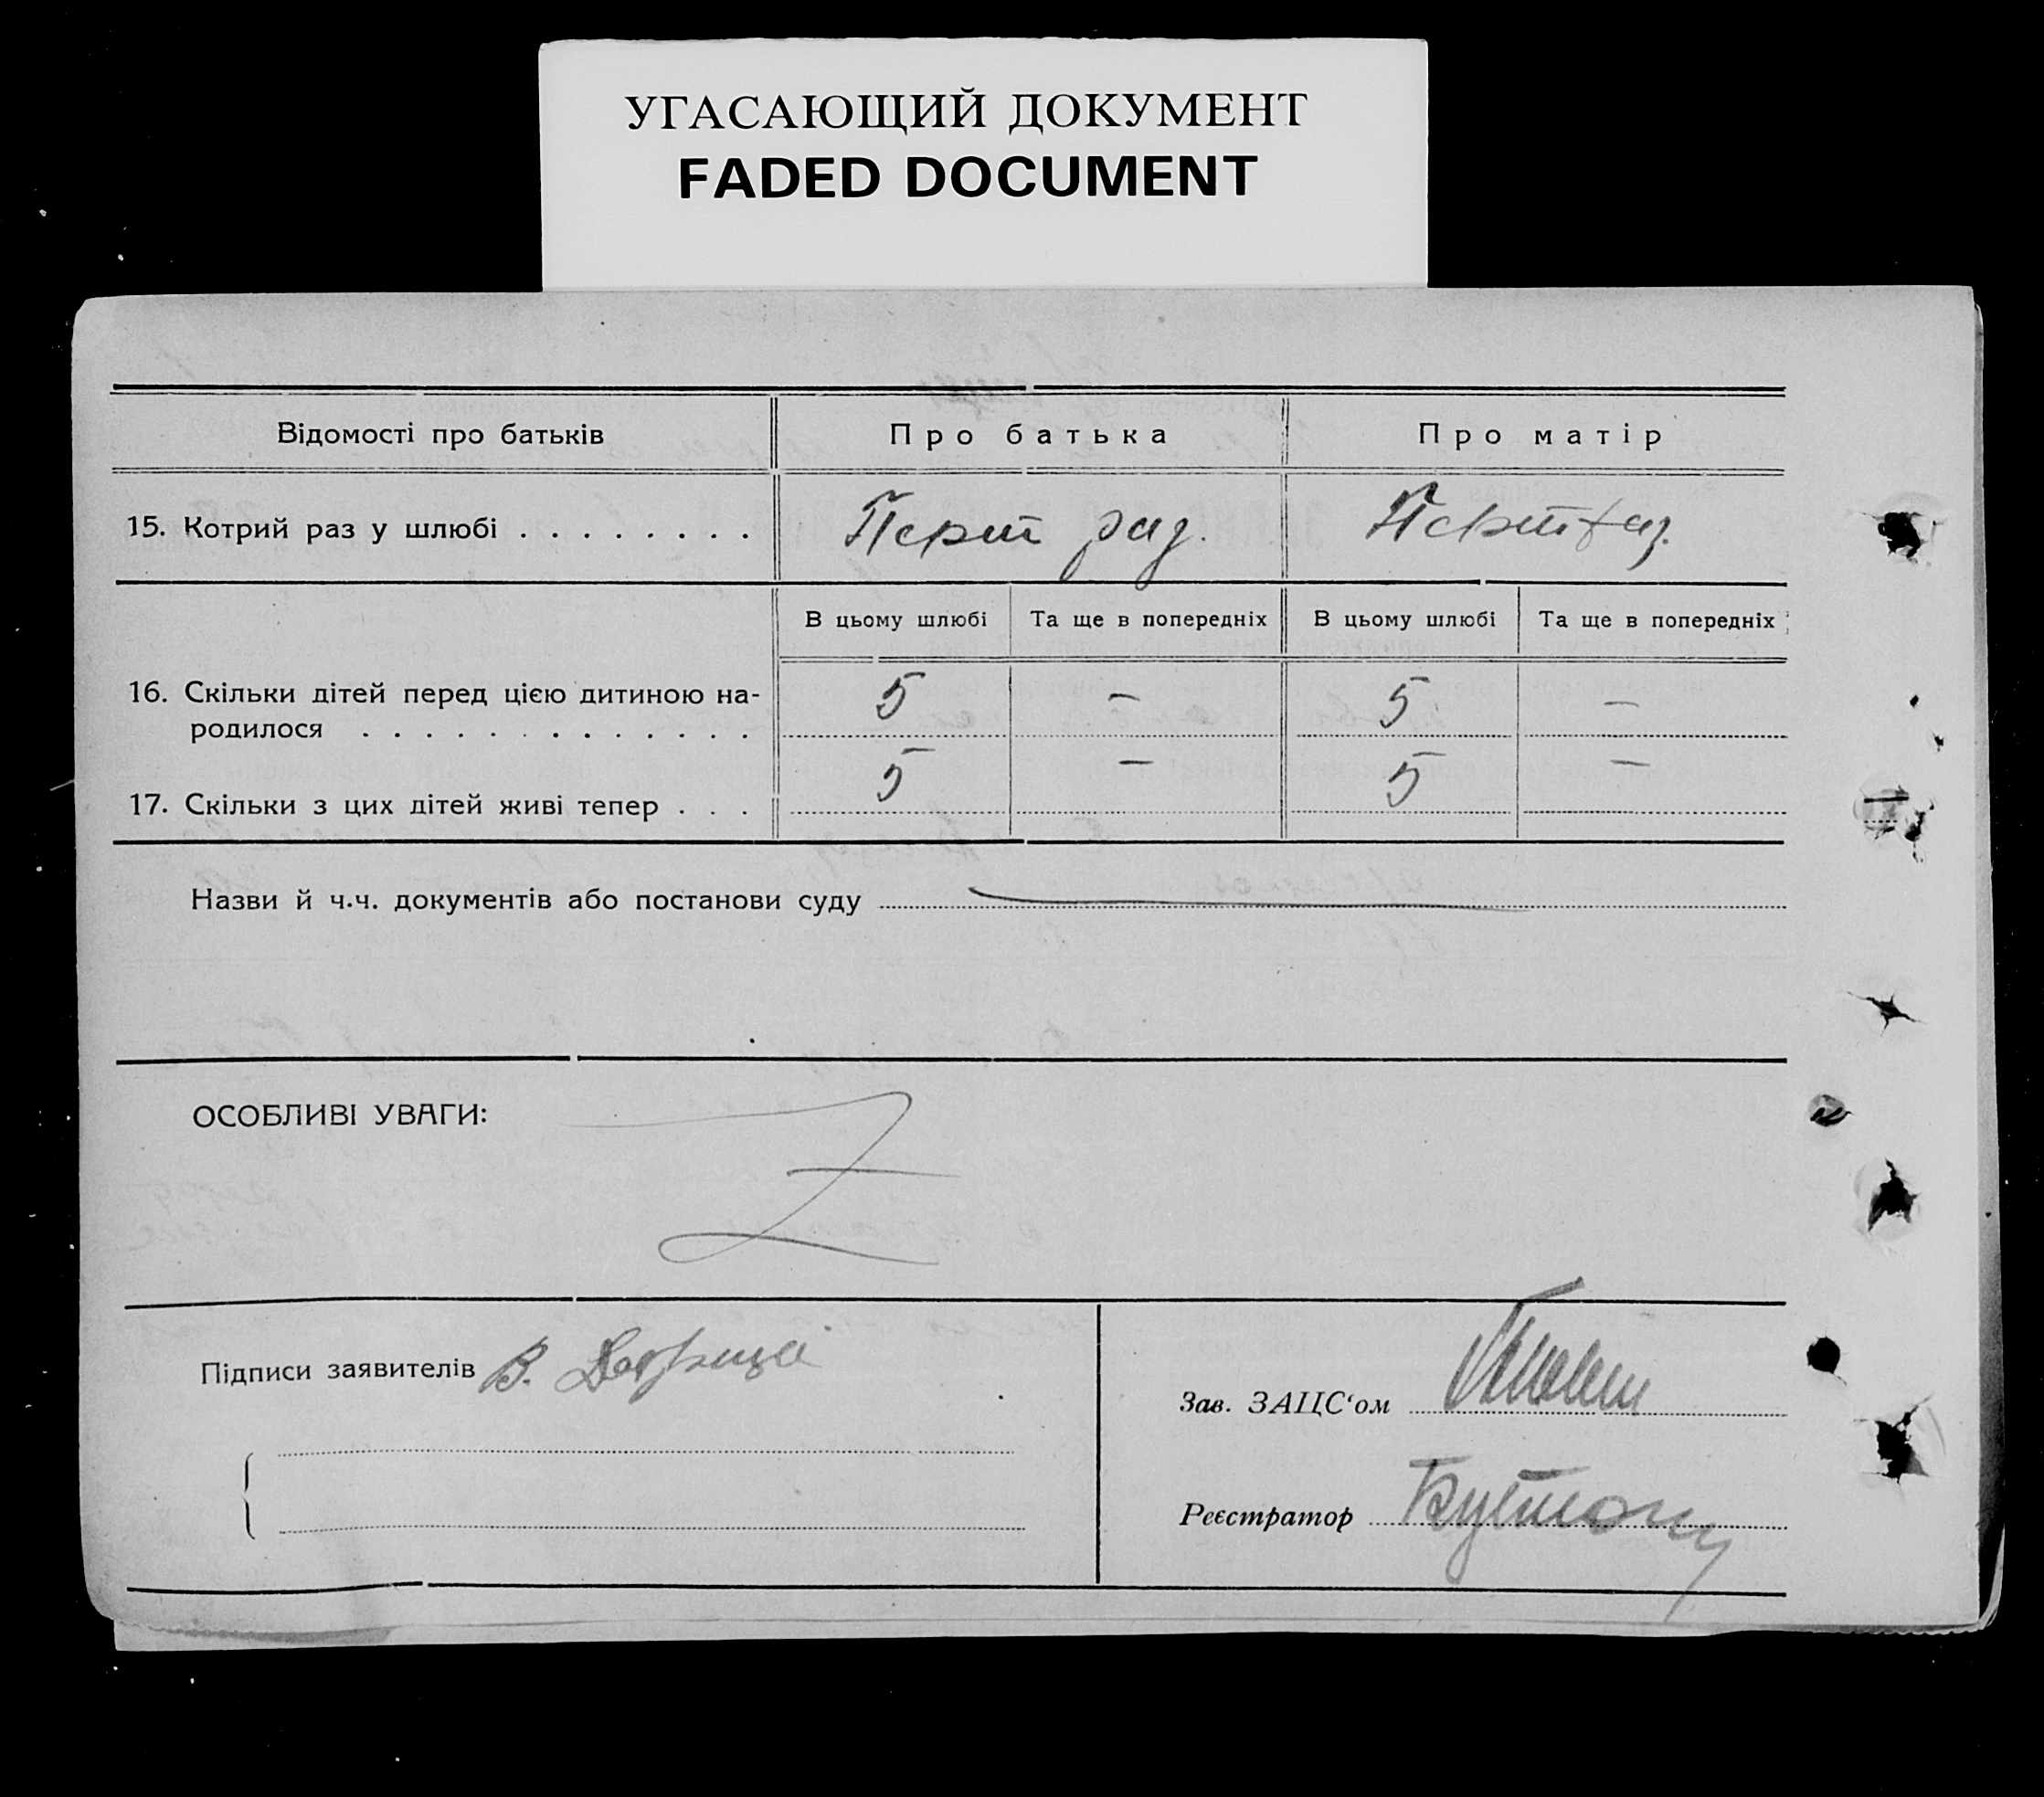 УГАСАЮЩИЙ ДОКУМЕНТ
FADED DOCUMENT
Відомості про батьків Про батька Про матір
15. Котрий раз у шлюбі . . . . . . . . Перш раз. Перш раз.
В цьому шлюбі Та ще в попередніх В цьому шлюбі Та ще в попередніх
16. Скільки дітей перед цією дитиною на- 5 — 5 —
родилося . . . . . . . . . . . . . .
17. Скільки з цих дітей живі тепер . . . 5 — 5 —
Назви й ч.ч. документів або постанови суду
ОСОБЛИВІ УВАГИ:
Підписи заявителів В.
Зав. ЗАЦС‘ом
Реєстратор